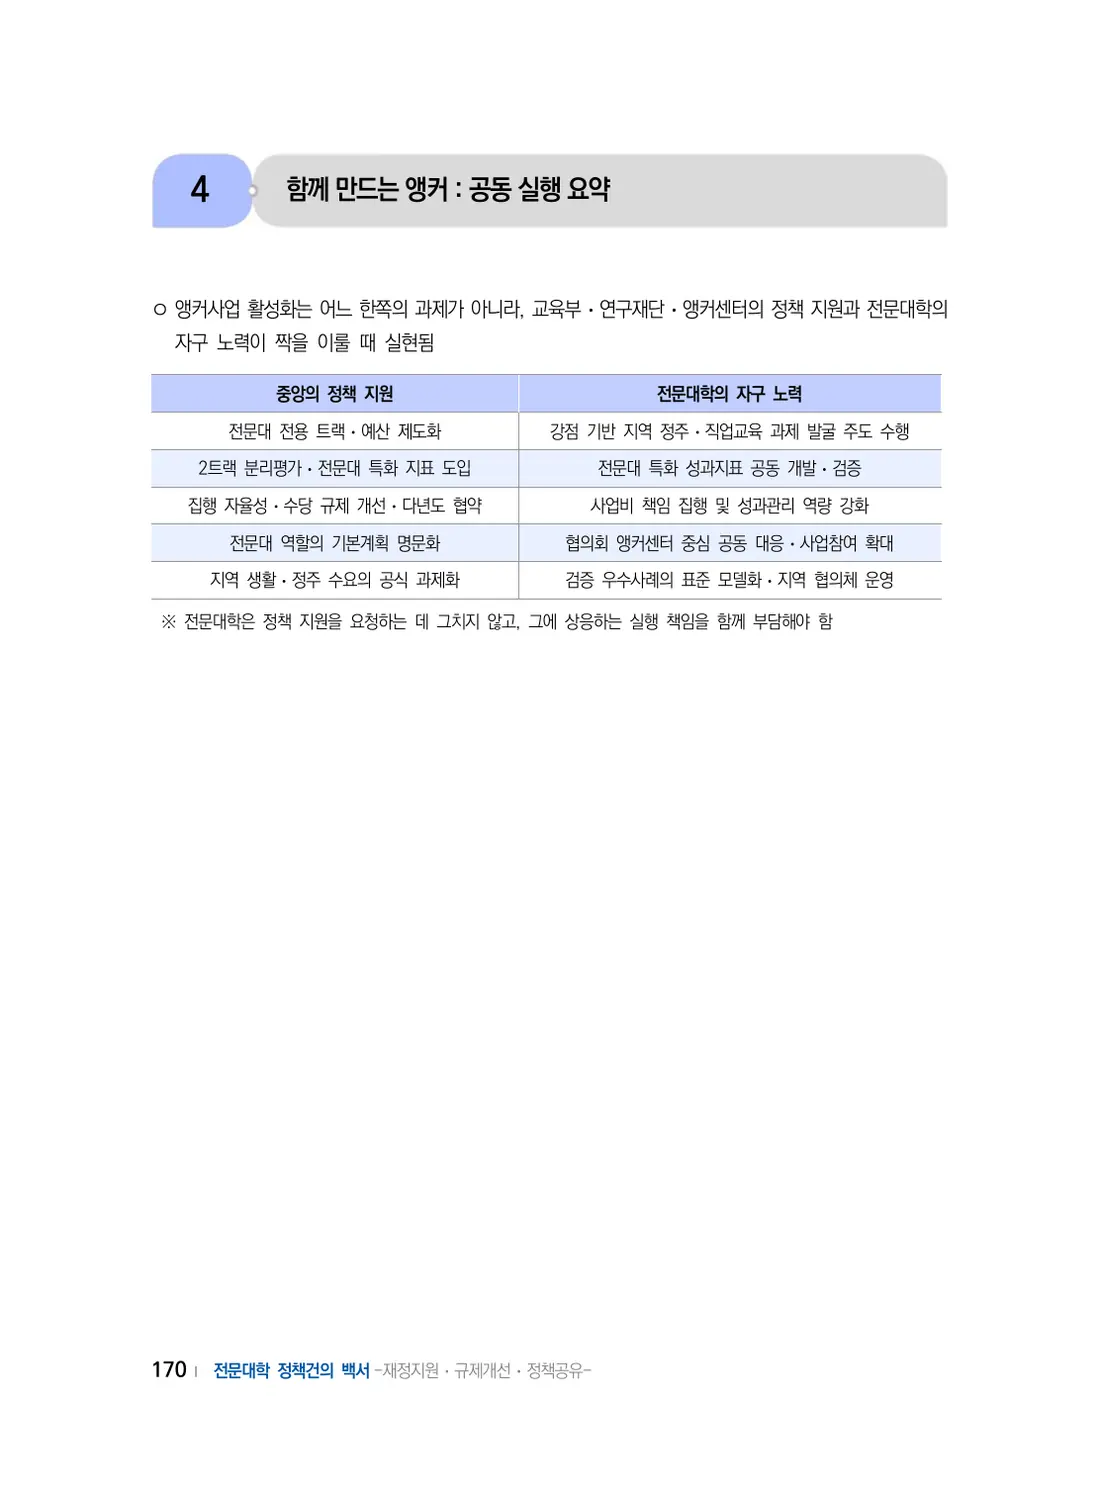 4
함께 만드는 앵커 : 공동 실행 요약
ㅇ 앵커사업 활성화는 어느 한쪽의 과제가 아니라, 교육부・연구재단・앵커센터의 정책 지원과 전문대학의
자구 노력이 짝을 이룰 때 실현됨
중앙의 정책 지원 전문대학의 자구 노력
전문대 전용 트랙・예산 제도화 강점 기반 지역 정주・직업교육 과제 발굴 주도 수행
2트랙 분리평가・전문대 특화 지표 도입 전문대 특화 성과지표 공동 개발・검증
집행 자율성・수당 규제 개선・다년도 협약 사업비 책임 집행 및 성과관리 역량 강화
전문대 역할의 기본계획 명문화 협의회 앵커센터 중심 공동 대응・사업참여 확대
지역 생활・정주 수요의 공식 과제화 검증 우수사례의 표준 모델화・지역 협의체 운영
※ 전문대학은 정책 지원을 요청하는 데 그치지 않고, 그에 상응하는 실행 책임을 함께 부담해야 함
170 | 전문대학 정책건의 백서 -재정지원・규제개선・정책공유-